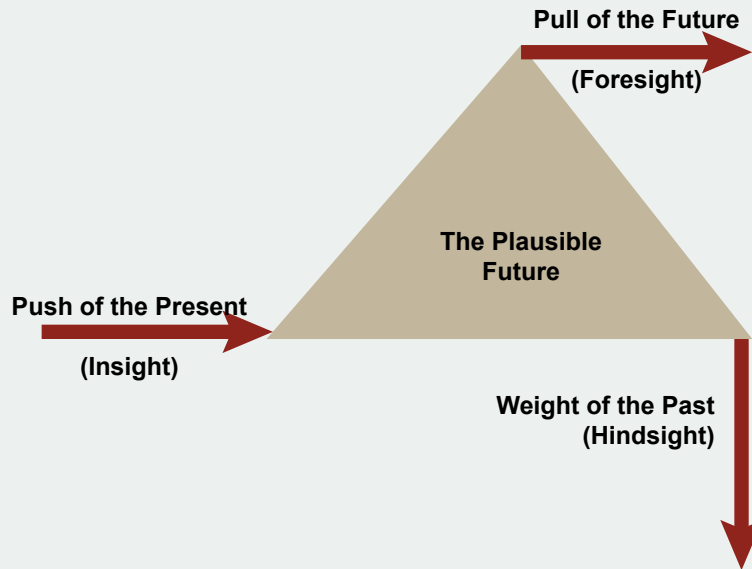 Pull of the Future
(Foresight)
The Plausible
Future
Push of the Present
(Insight)
Weight of the Past
(Hindsight)